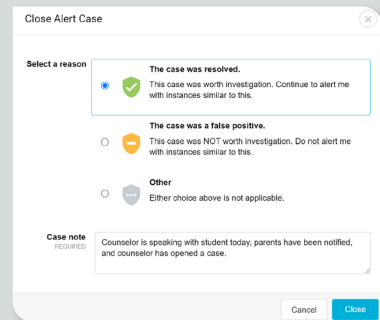 Close Alert Case
Select a reason
The case was resolved.
This case was worth investigation. Continue to alert me
with instances similar to this.
The case was a false positive.
This case was NOT worth investigation. Do not alert me
with instances similar to this.
Other
Either choice above is not applicable.
Case note
REQUIRED
Counselor is speaking with student today, parents have been notified,
and counselor has opened a case.
Cancel
Close